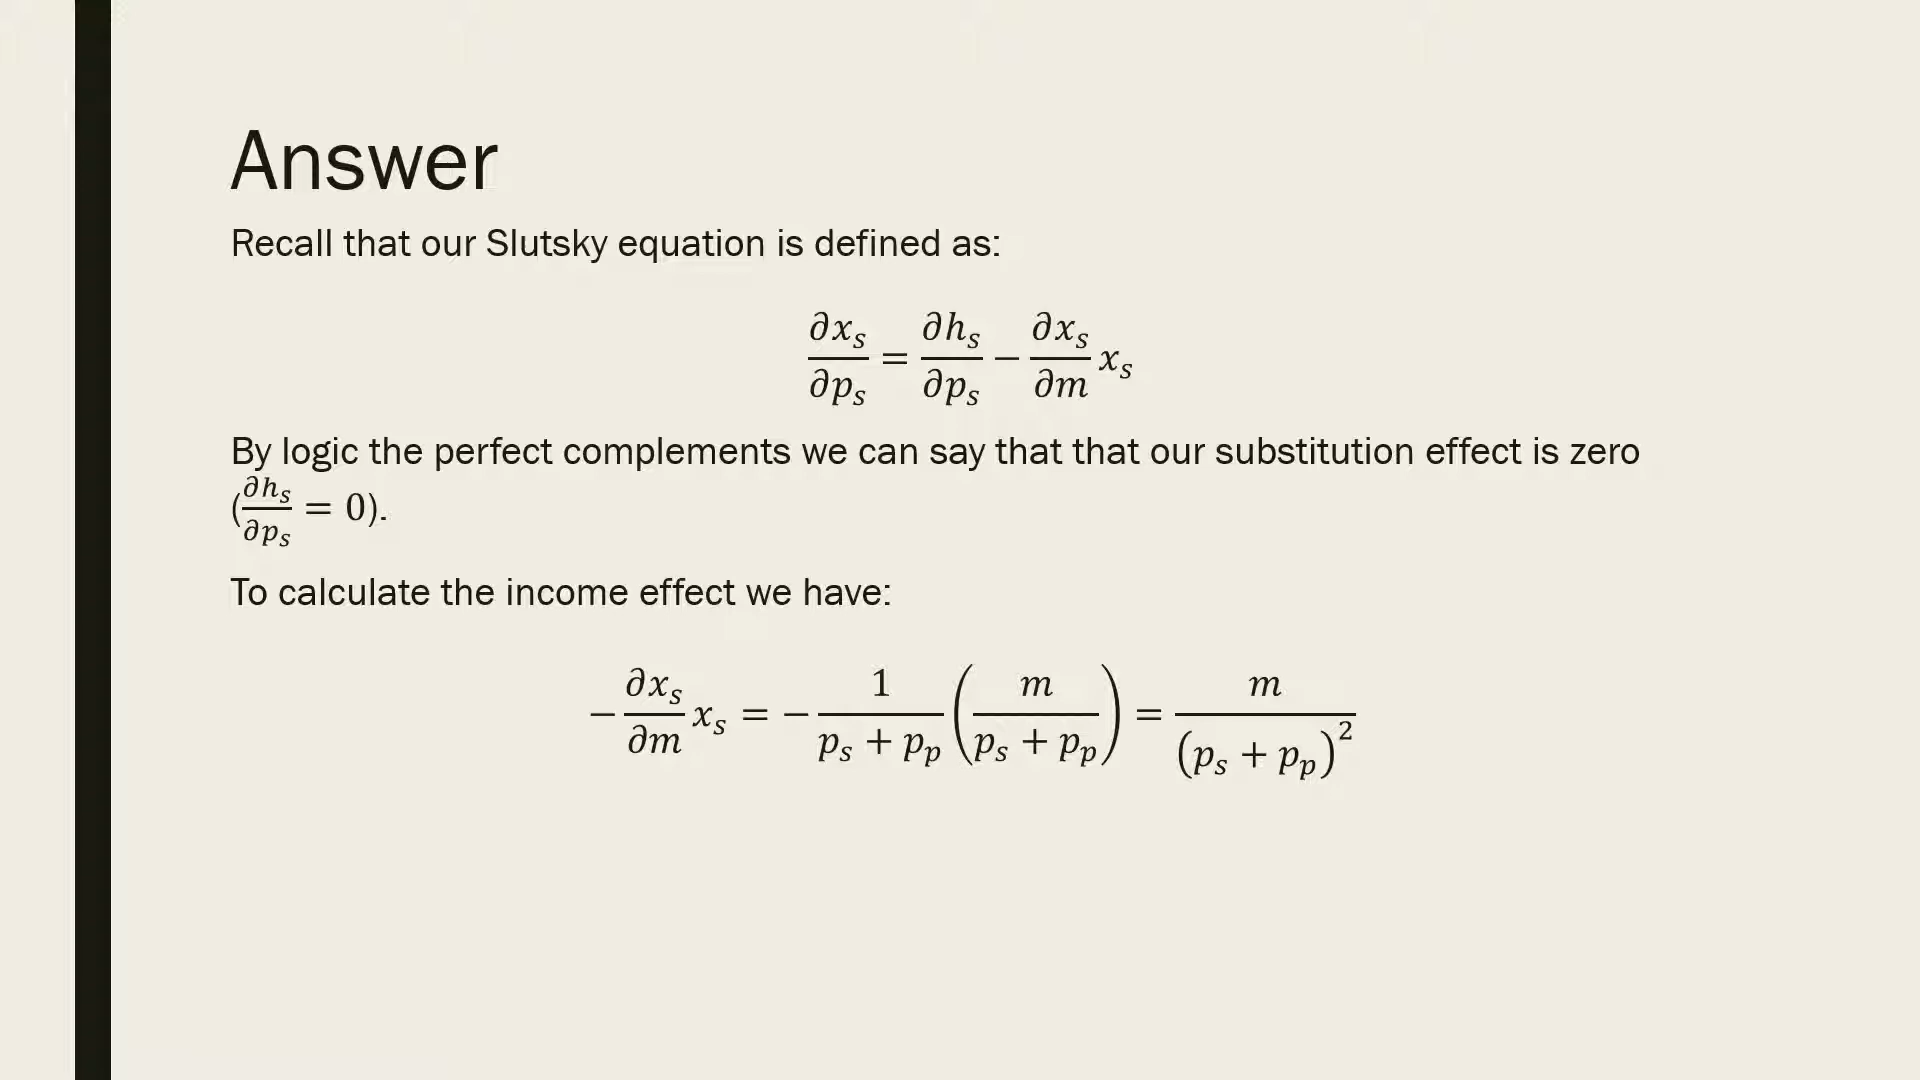 Answer
Recall that our Slutsky equation is defined as:
∂x_s/∂p_s = ∂h_s/∂p_s − ∂x_s/∂m x_s
By logic the perfect complements we can say that that our substitution effect is zero
(∂h_s/∂p_s = 0).
To calculate the income effect we have:
−∂x_s/∂m x_s = −1/(p_s + p_p) (m/(p_s + p_p)) = m/(p_s + p_p)^2